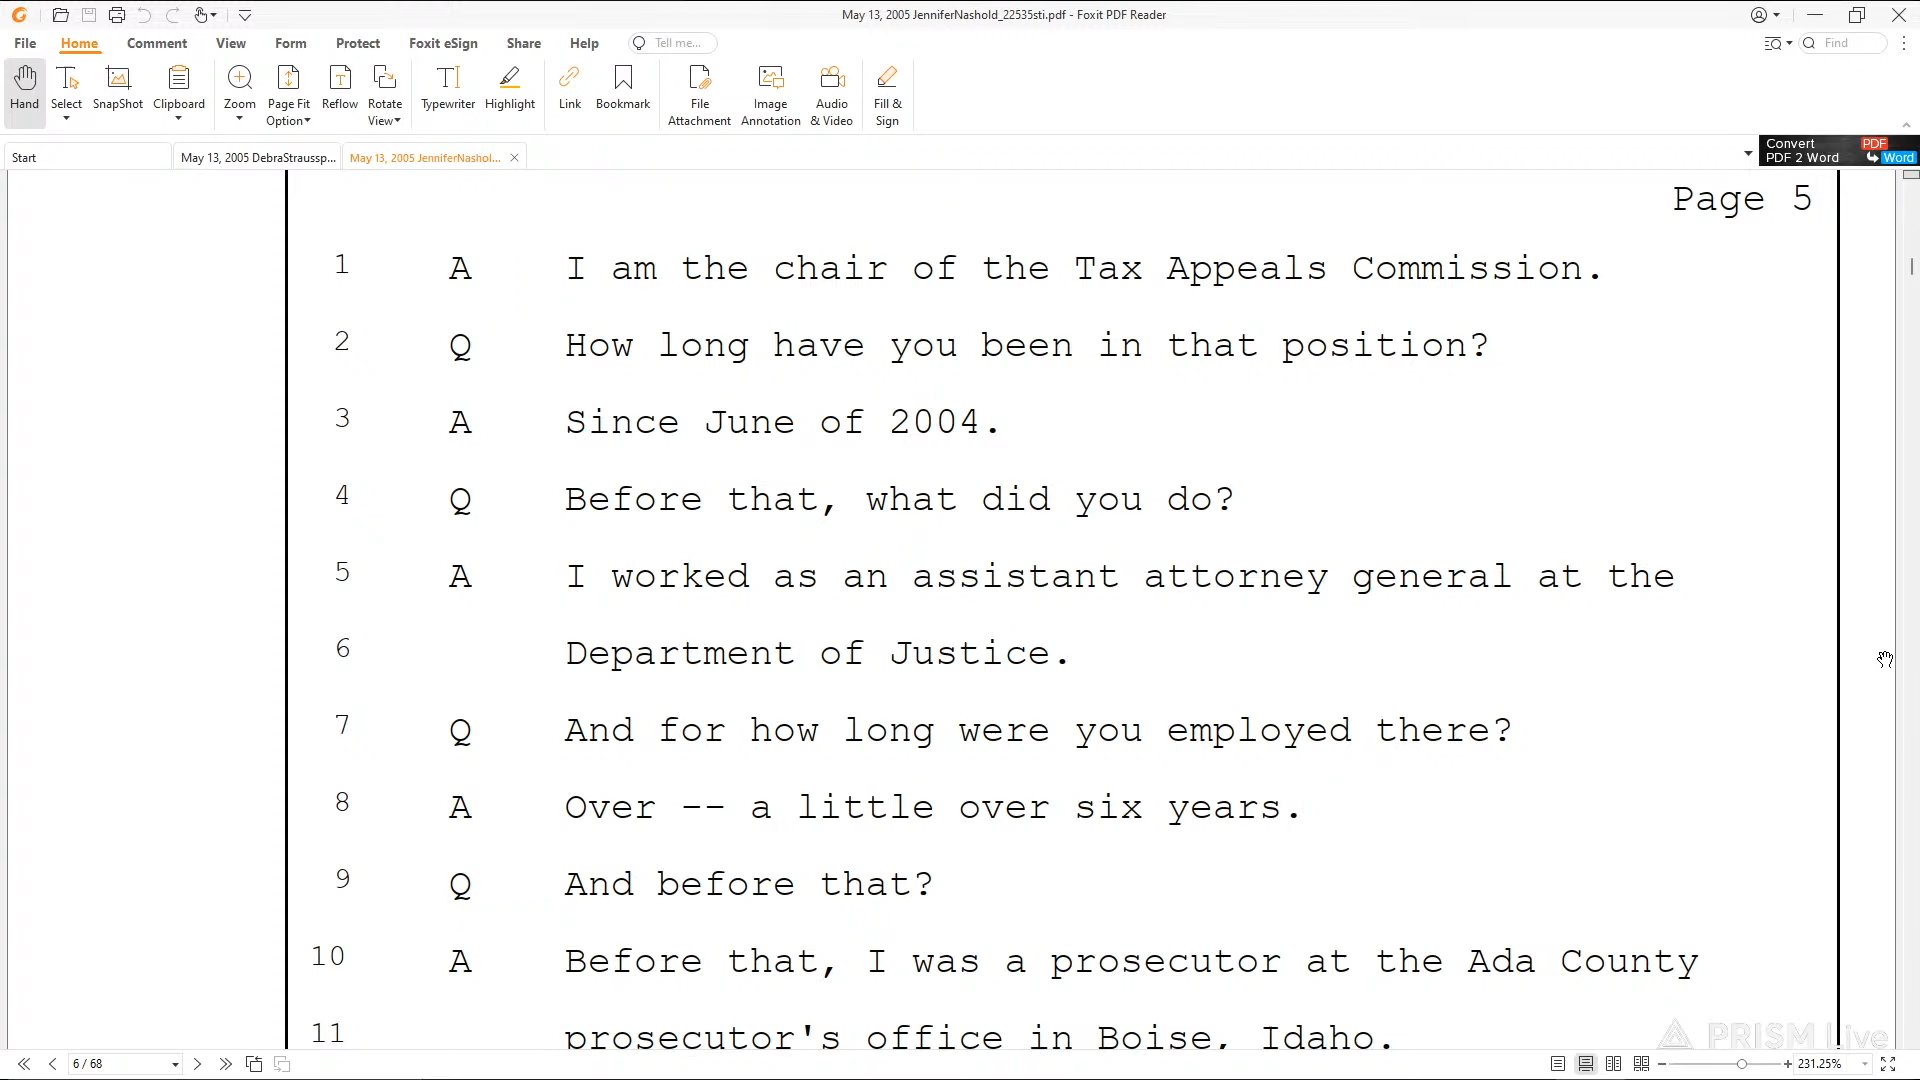 May 13, 2005 JenniferNashold_22535sti.pdf - Foxit PDF Reader
File Home Comment View Form Protect Foxit eSign Share Help Tell me... Find
Hand Select SnapShot Clipboard Zoom Page Fit Option Reflow Rotate View Typewriter Highlight Link Bookmark File Attachment Image Annotation Audio & Video Fill & Sign
Start May 13, 2005 DebraStraussp... May 13, 2005 JenniferNashol...
Convert PDF
PDF 2 Word Word
Page 5
1 A I am the chair of the Tax Appeals Commission.
2 Q How long have you been in that position?
3 A Since June of 2004.
4 Q Before that, what did you do?
5 A I worked as an assistant attorney general at the
6 Department of Justice.
7 Q And for how long were you employed there?
8 A Over -- a little over six years.
9 Q And before that?
10 A Before that, I was a prosecutor at the Ada County
11 prosecutor's office in Boise, Idaho.
PRISM Live
6 / 68 231.25%